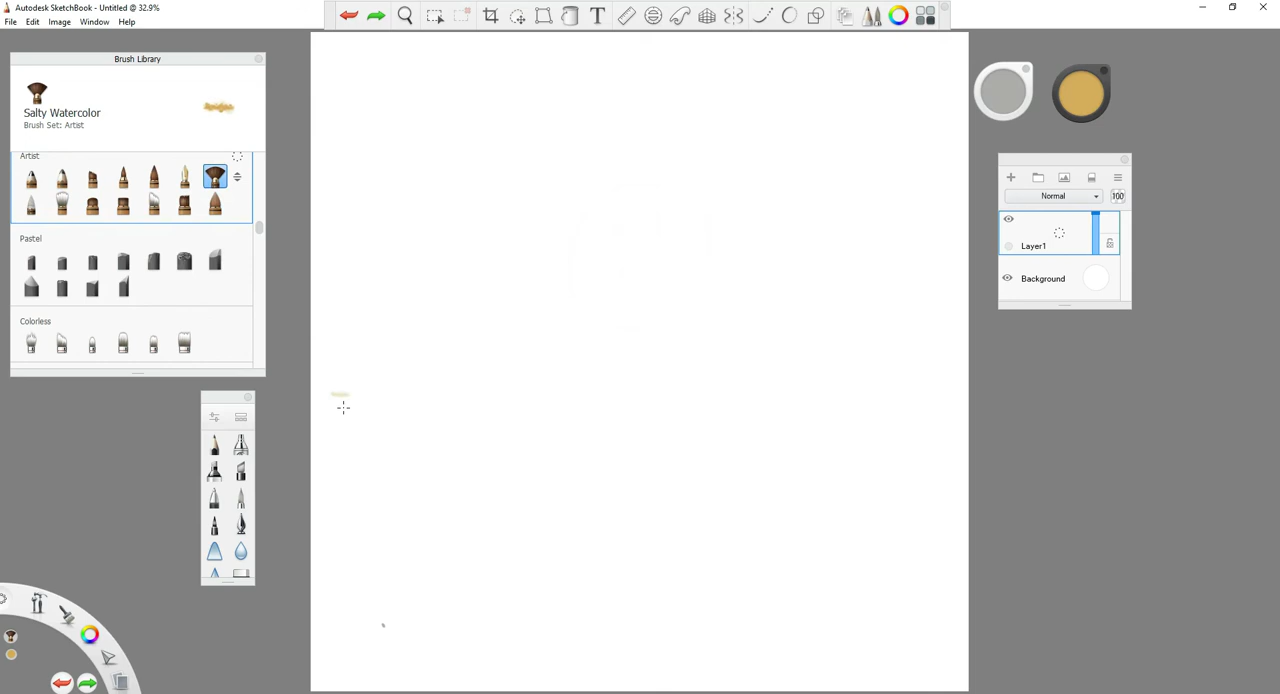 Autodesk SketchBook - Untitled @ 32.9%
File Edit Image Window Help
Brush Library
Salty Watercolor
Brush Set: Artist
Artist
Pastel
Colorless
Normal
100
Layer1
Background